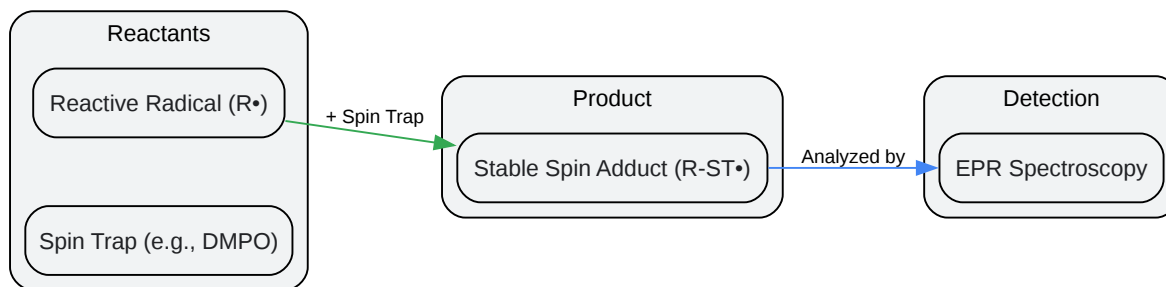 Reactants
Reactive Radical (R•)
Spin Trap (e.g., DMPO)
+ Spin Trap
Product
Stable Spin Adduct (R-ST•)
Analyzed by
Detection
EPR Spectroscopy